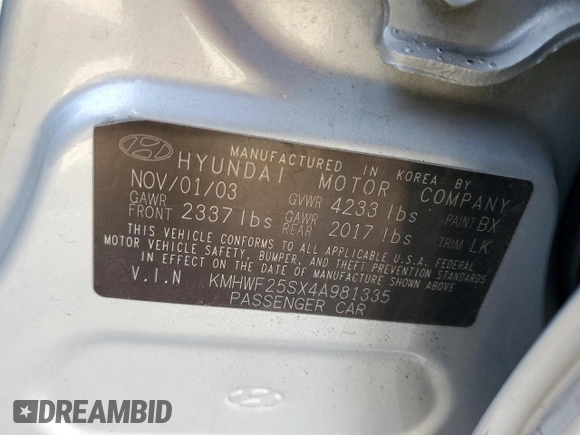 MANUFACTURED IN KOREA BY
HYUNDAI MOTOR COMPANY
NOV/01/03 GVWR 4233 lbs PAINT BX
GAWR FRONT 2337 lbs GAWR REAR 2017 lbs TRIM LK
THIS VEHICLE CONFORMS TO ALL APPLICABLE U.S.A. FEDERAL
MOTOR VEHICLE SAFETY, BUMPER, AND THEFT PREVENTION STANDARDS
IN EFFECT ON THE DATE OF MANUFACTURE SHOWN ABOVE
V.I.N KMHWF25SX4A981335
PASSENGER CAR
DREAMBID